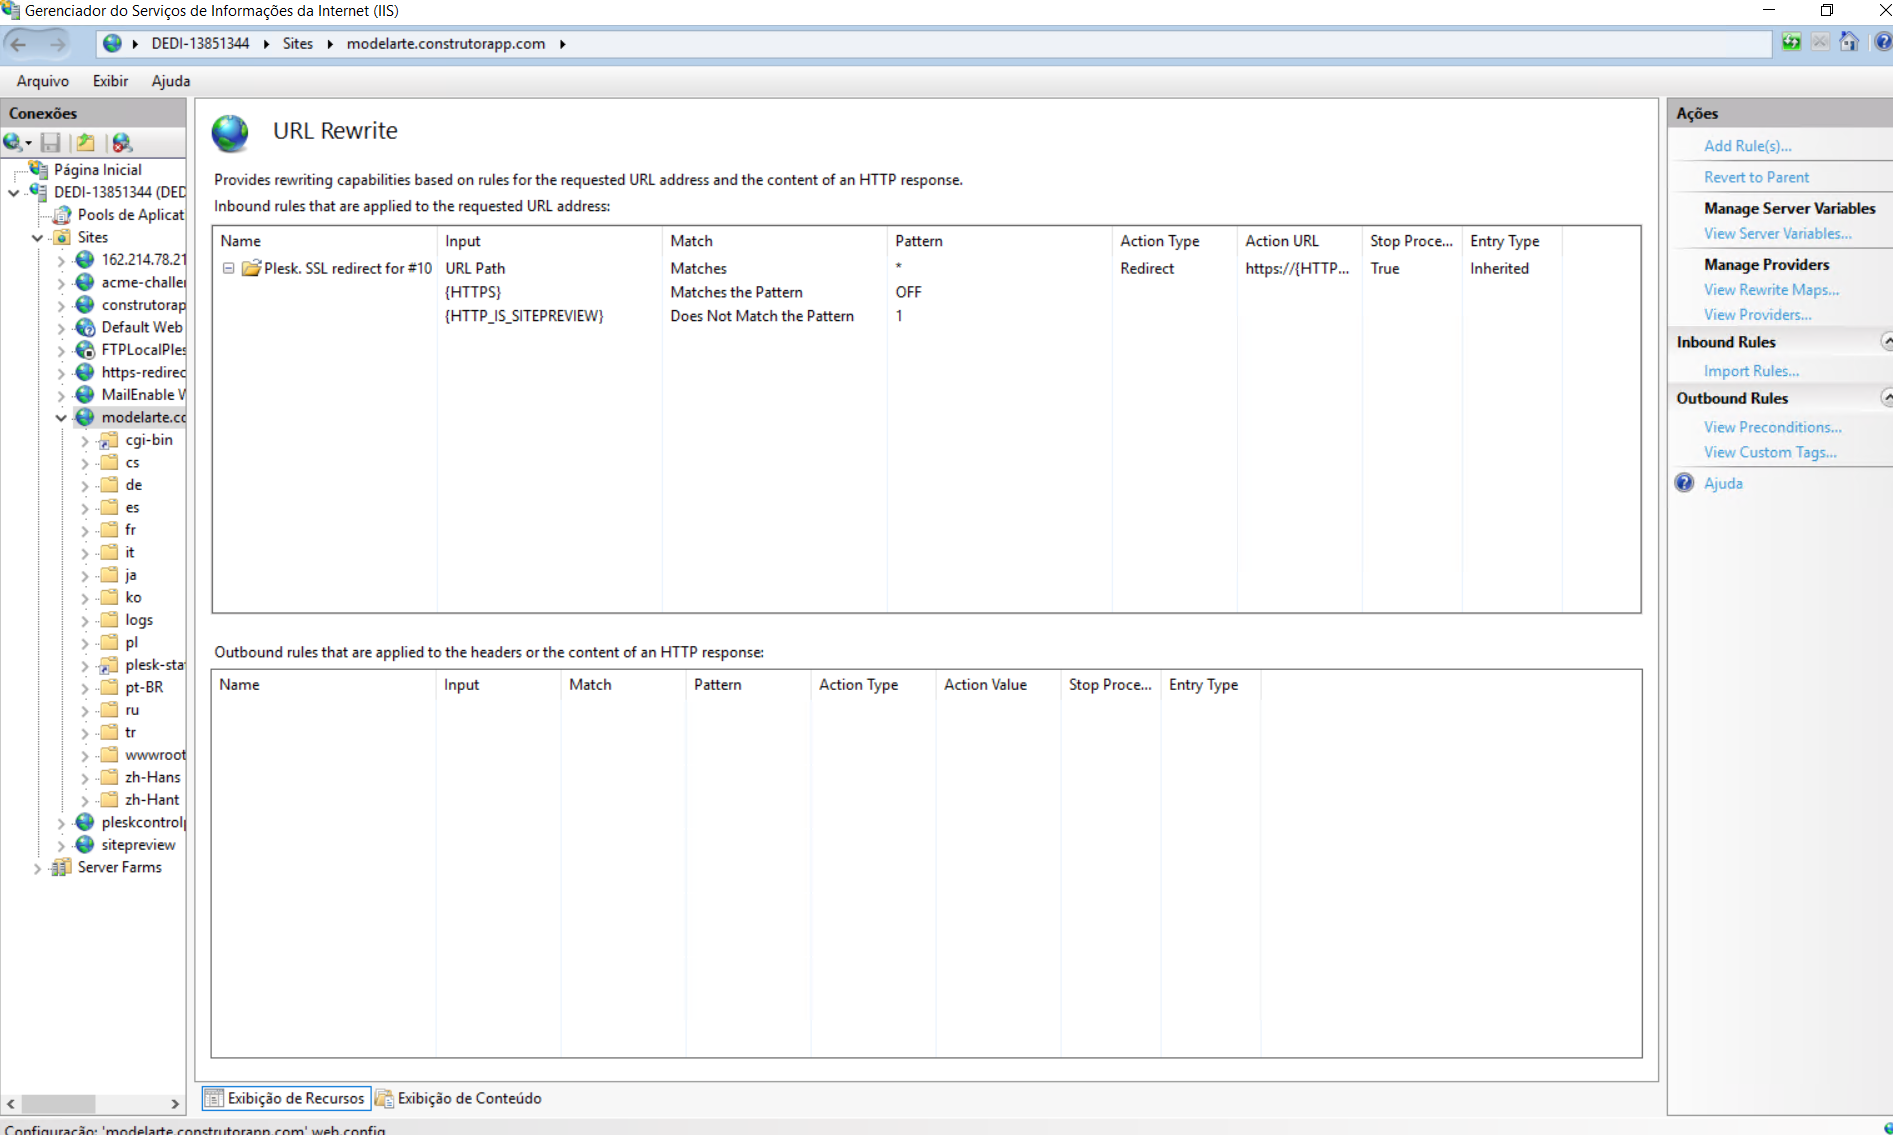 Gerenciador do Serviços de Informações da Internet (IIS)
DEDI-13851344 Sites modelarte.construtorapp.com
Arquivo Exibir Ajuda
Conexões
Página Inicial
DEDI-13851344 (DED
Pools de Aplicat
Sites
162.214.78.21
acme-challer
construtorap
Default Web
FTPLocalPles
https-redirec
MailEnable W
modelarte.co
cgi-bin
cs
de
es
fr
it
ja
ko
logs
pl
plesk-sta
pt-BR
ru
tr
wwwroot
zh-Hans
zh-Hant
pleskcontrolp
sitepreview
Server Farms
URL Rewrite
Provides rewriting capabilities based on rules for the requested URL address and the content of an HTTP response.
Inbound rules that are applied to the requested URL address:
Name Input Match Pattern Action Type Action URL Stop Proce... Entry Type
Plesk. SSL redirect for #10 URL Path Matches * Redirect https://{HTTP... True Inherited
{HTTPS} Matches the Pattern OFF
{HTTP_IS_SITEPREVIEW} Does Not Match the Pattern 1
Outbound rules that are applied to the headers or the content of an HTTP response:
Name Input Match Pattern Action Type Action Value Stop Proce... Entry Type
Exibição de Recursos Exibição de Conteúdo
Ações
Add Rule(s)...
Revert to Parent
Manage Server Variables
View Server Variables...
Manage Providers
View Rewrite Maps...
View Providers...
Inbound Rules
Import Rules...
Outbound Rules
View Preconditions...
View Custom Tags...
Ajuda
Configuração: 'modelarte.construtorapp.com' web.config